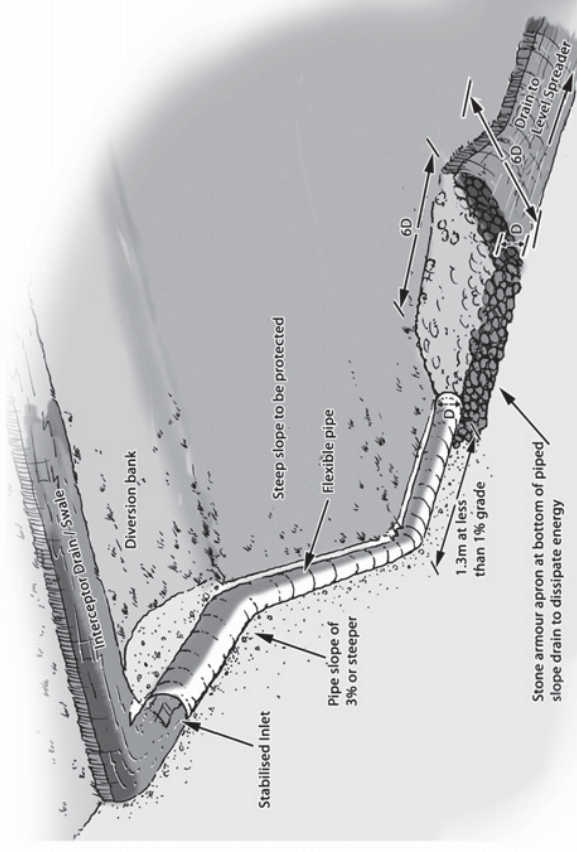 Interceptor Drain / Swale
Diversion bank
Steep slope to be protected
Flexible pipe
Stabilised Inlet
Pipe slope of
3% or steeper
6D
6D
Drain to
Level Spreader
D
D
1.3m at less
than 1% grade
Stone armour apron at bottom of piped
slope drain to dissipate energy